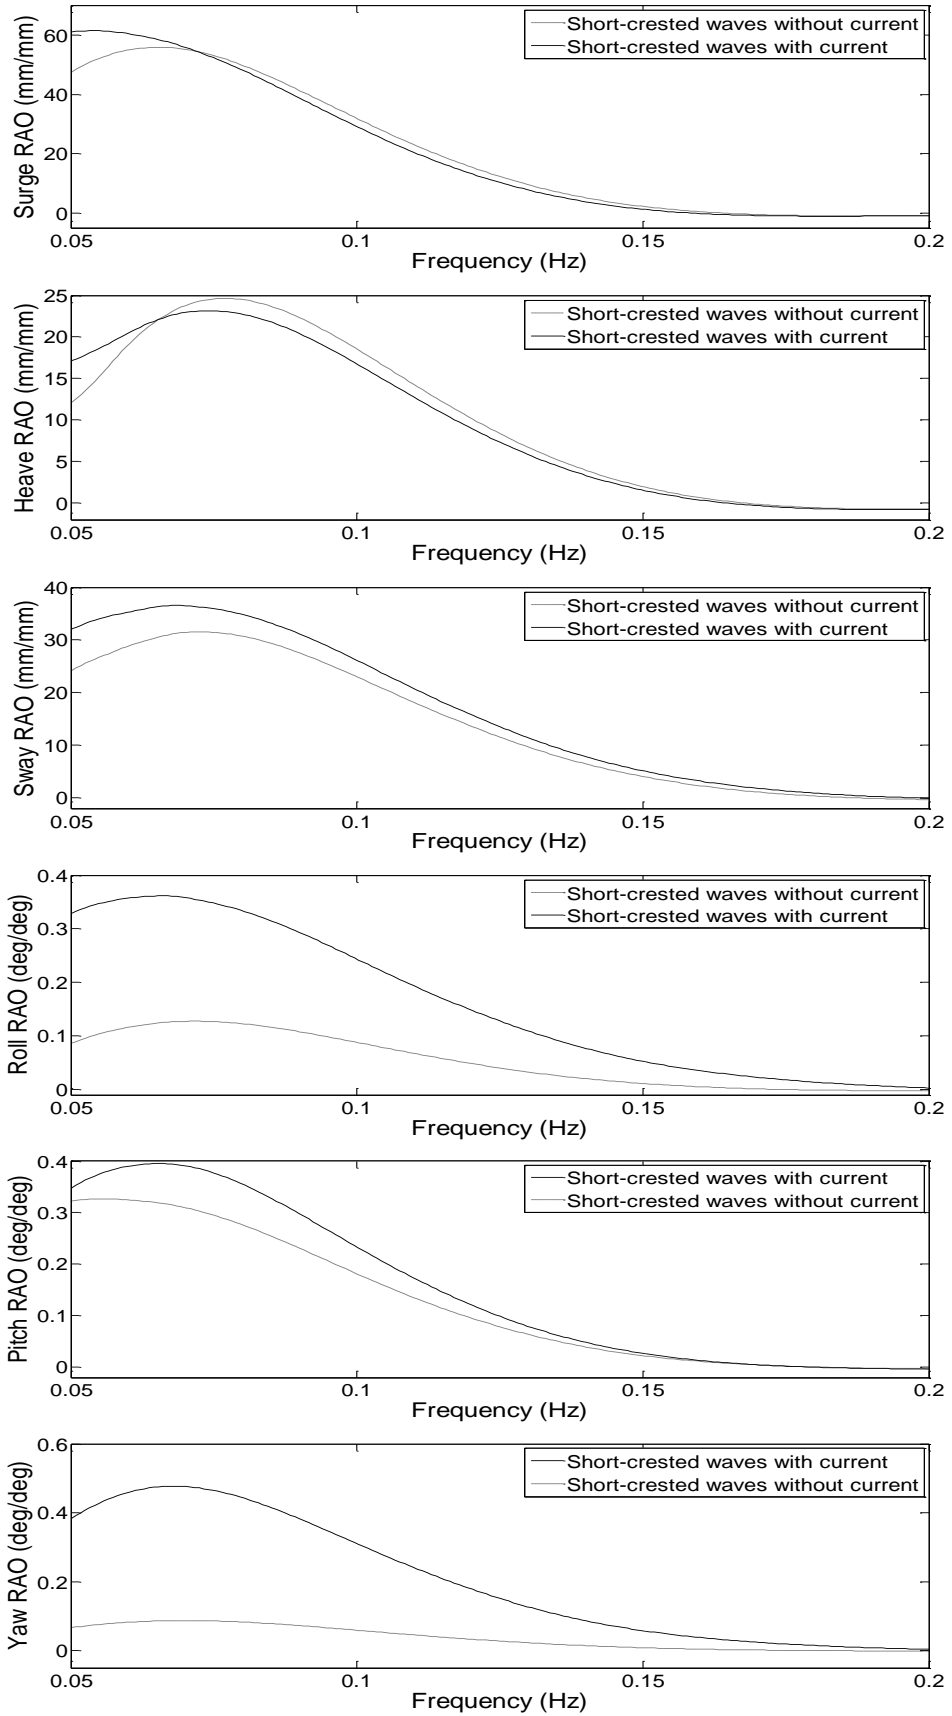 Surge RAO (mm/mm)
60
40
20
0
Short-crested waves without current
Short-crested waves with current
0.05 0.1 0.15 0.2
Frequency (Hz)
Heave RAO (mm/mm)
25
20
15
10
5
0
Short-crested waves without current
Short-crested waves with current
0.05 0.1 0.15 0.2
Frequency (Hz)
Sway RAO (mm/mm)
40
30
20
10
0
Short-crested waves without current
Short-crested waves with current
0.05 0.1 0.15 0.2
Frequency (Hz)
Roll RAO (deg/deg)
0.4
0.3
0.2
0.1
0
Short-crested waves without current
Short-crested waves with current
0.05 0.1 0.15 0.2
Frequency (Hz)
Pitch RAO (deg/deg)
0.4
0.3
0.2
0.1
0
Short-crested waves with current
Short-crested waves without current
0.05 0.1 0.15 0.2
Frequency (Hz)
Yaw RAO (deg/deg)
0.6
0.4
0.2
0
Short-crested waves with current
Short-crested waves without current
0.05 0.1 0.15 0.2
Frequency (Hz)